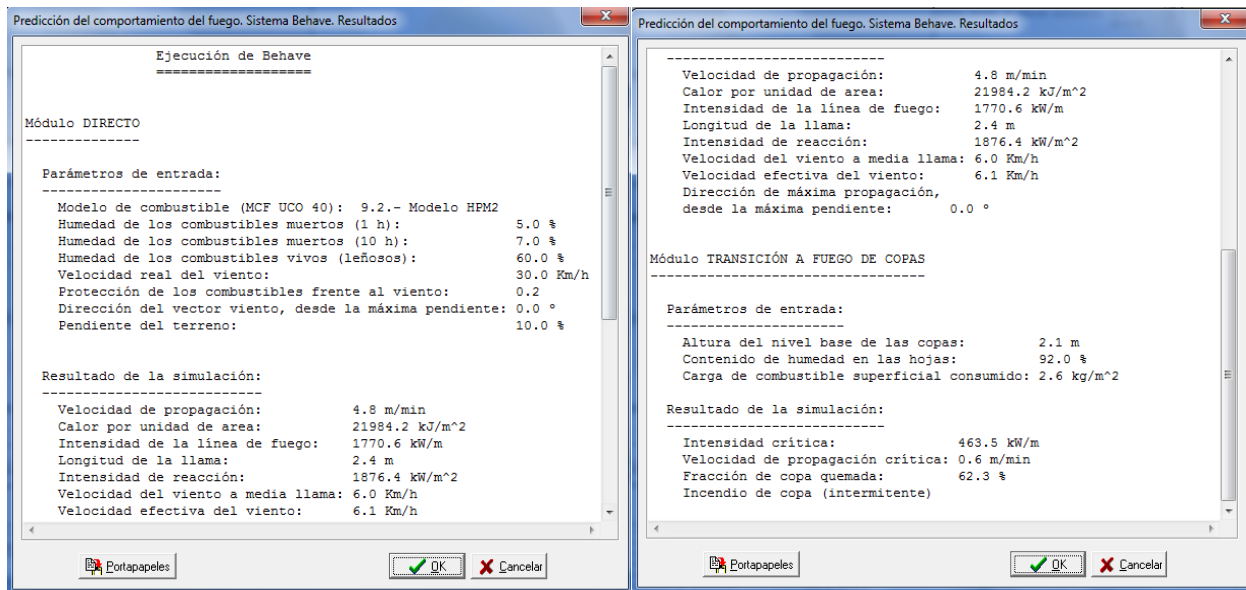 Predicción del comportamiento del fuego. Sistema Behave. Resultados
Ejecución de Behave
===================
Módulo DIRECTO
--------------
Parámetros de entrada:
----------------------
Modelo de combustible (MCF UCO 40): 9.2.- Modelo HPM2
Humedad de los combustibles muertos (1 h): 5.0 %
Humedad de los combustibles muertos (10 h): 7.0 %
Humedad de los combustibles vivos (leñosos): 60.0 %
Velocidad real del viento: 30.0 Km/h
Protección de los combustibles frente al viento: 0.2
Dirección del vector viento, desde la máxima pendiente: 0.0 º
Pendiente del terreno: 10.0 %
Resultado de la simulación:
---------------------------
Velocidad de propagación: 4.8 m/min
Calor por unidad de area: 21984.2 kJ/m^2
Intensidad de la línea de fuego: 1770.6 kW/m
Longitud de la llama: 2.4 m
Intensidad de reacción: 1876.4 kW/m^2
Velocidad del viento a media llama: 6.0 Km/h
Velocidad efectiva del viento: 6.1 Km/h
Portapapeles
OK
Cancelar
Predicción del comportamiento del fuego. Sistema Behave. Resultados
---------------------------
Velocidad de propagación: 4.8 m/min
Calor por unidad de area: 21984.2 kJ/m^2
Intensidad de la línea de fuego: 1770.6 kW/m
Longitud de la llama: 2.4 m
Intensidad de reacción: 1876.4 kW/m^2
Velocidad del viento a media llama: 6.0 Km/h
Velocidad efectiva del viento: 6.1 Km/h
Dirección de máxima propagación,
desde la máxima pendiente: 0.0 º
Módulo TRANSICIÓN A FUEGO DE COPAS
----------------------------------
Parámetros de entrada:
----------------------
Altura del nivel base de las copas: 2.1 m
Contenido de humedad en las hojas: 92.0 %
Carga de combustible superficial consumido: 2.6 kg/m^2
Resultado de la simulación:
---------------------------
Intensidad crítica: 463.5 kW/m
Velocidad de propagación crítica: 0.6 m/min
Fracción de copa quemada: 62.3 %
Incendio de copa (intermitente)
Portapapeles
OK
Cancelar